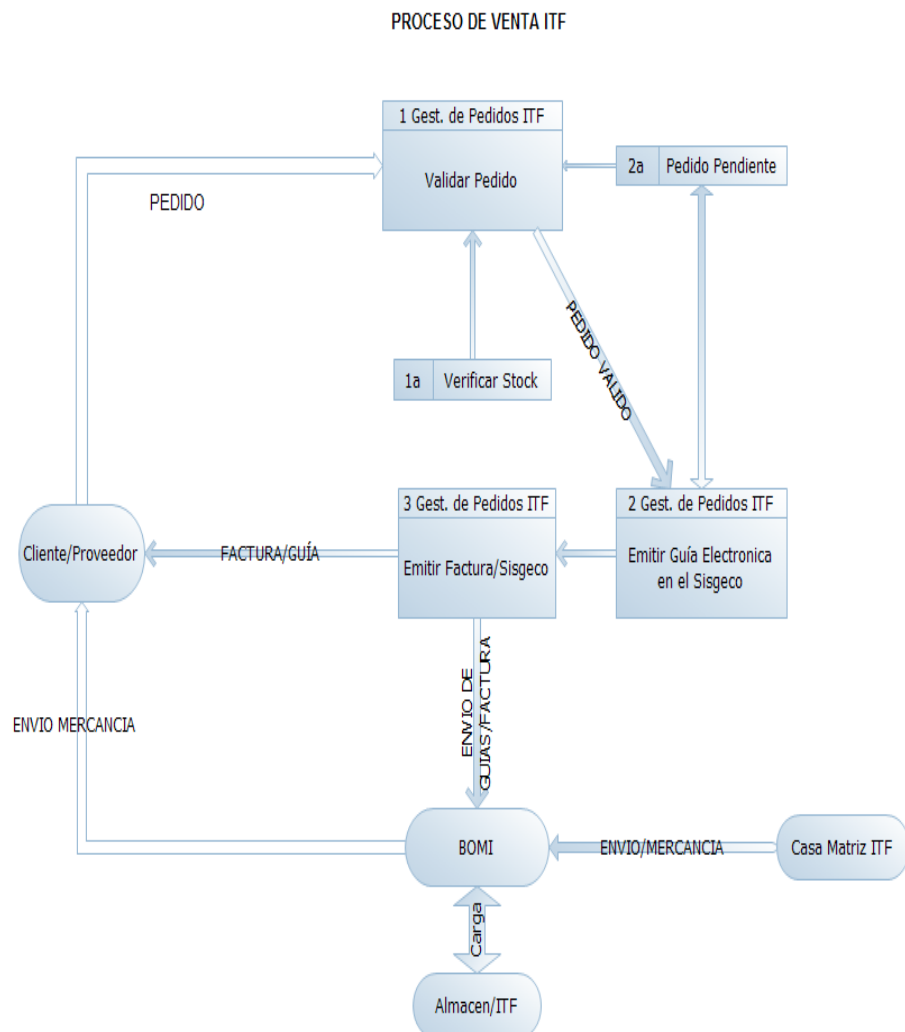 PROCESO DE VENTA ITF
1 Gest. de Pedidos ITF
Validar Pedido
2a Pedido Pendiente
PEDIDO
PEDIDO VALIDO
1a Verificar Stock
Cliente/Proveedor
FACTURA/GUÍA
3 Gest. de Pedidos ITF
Emitir Factura/Sisgeco
2 Gest. de Pedidos ITF
Emitir Guía Electronica
en el Sisgeco
ENVIO DE
GUIAS/FACTURA
ENVIO MERCANCIA
BOMI
ENVIO/MERCANCIA
Casa Matriz ITF
Carga
Almacen/ITF